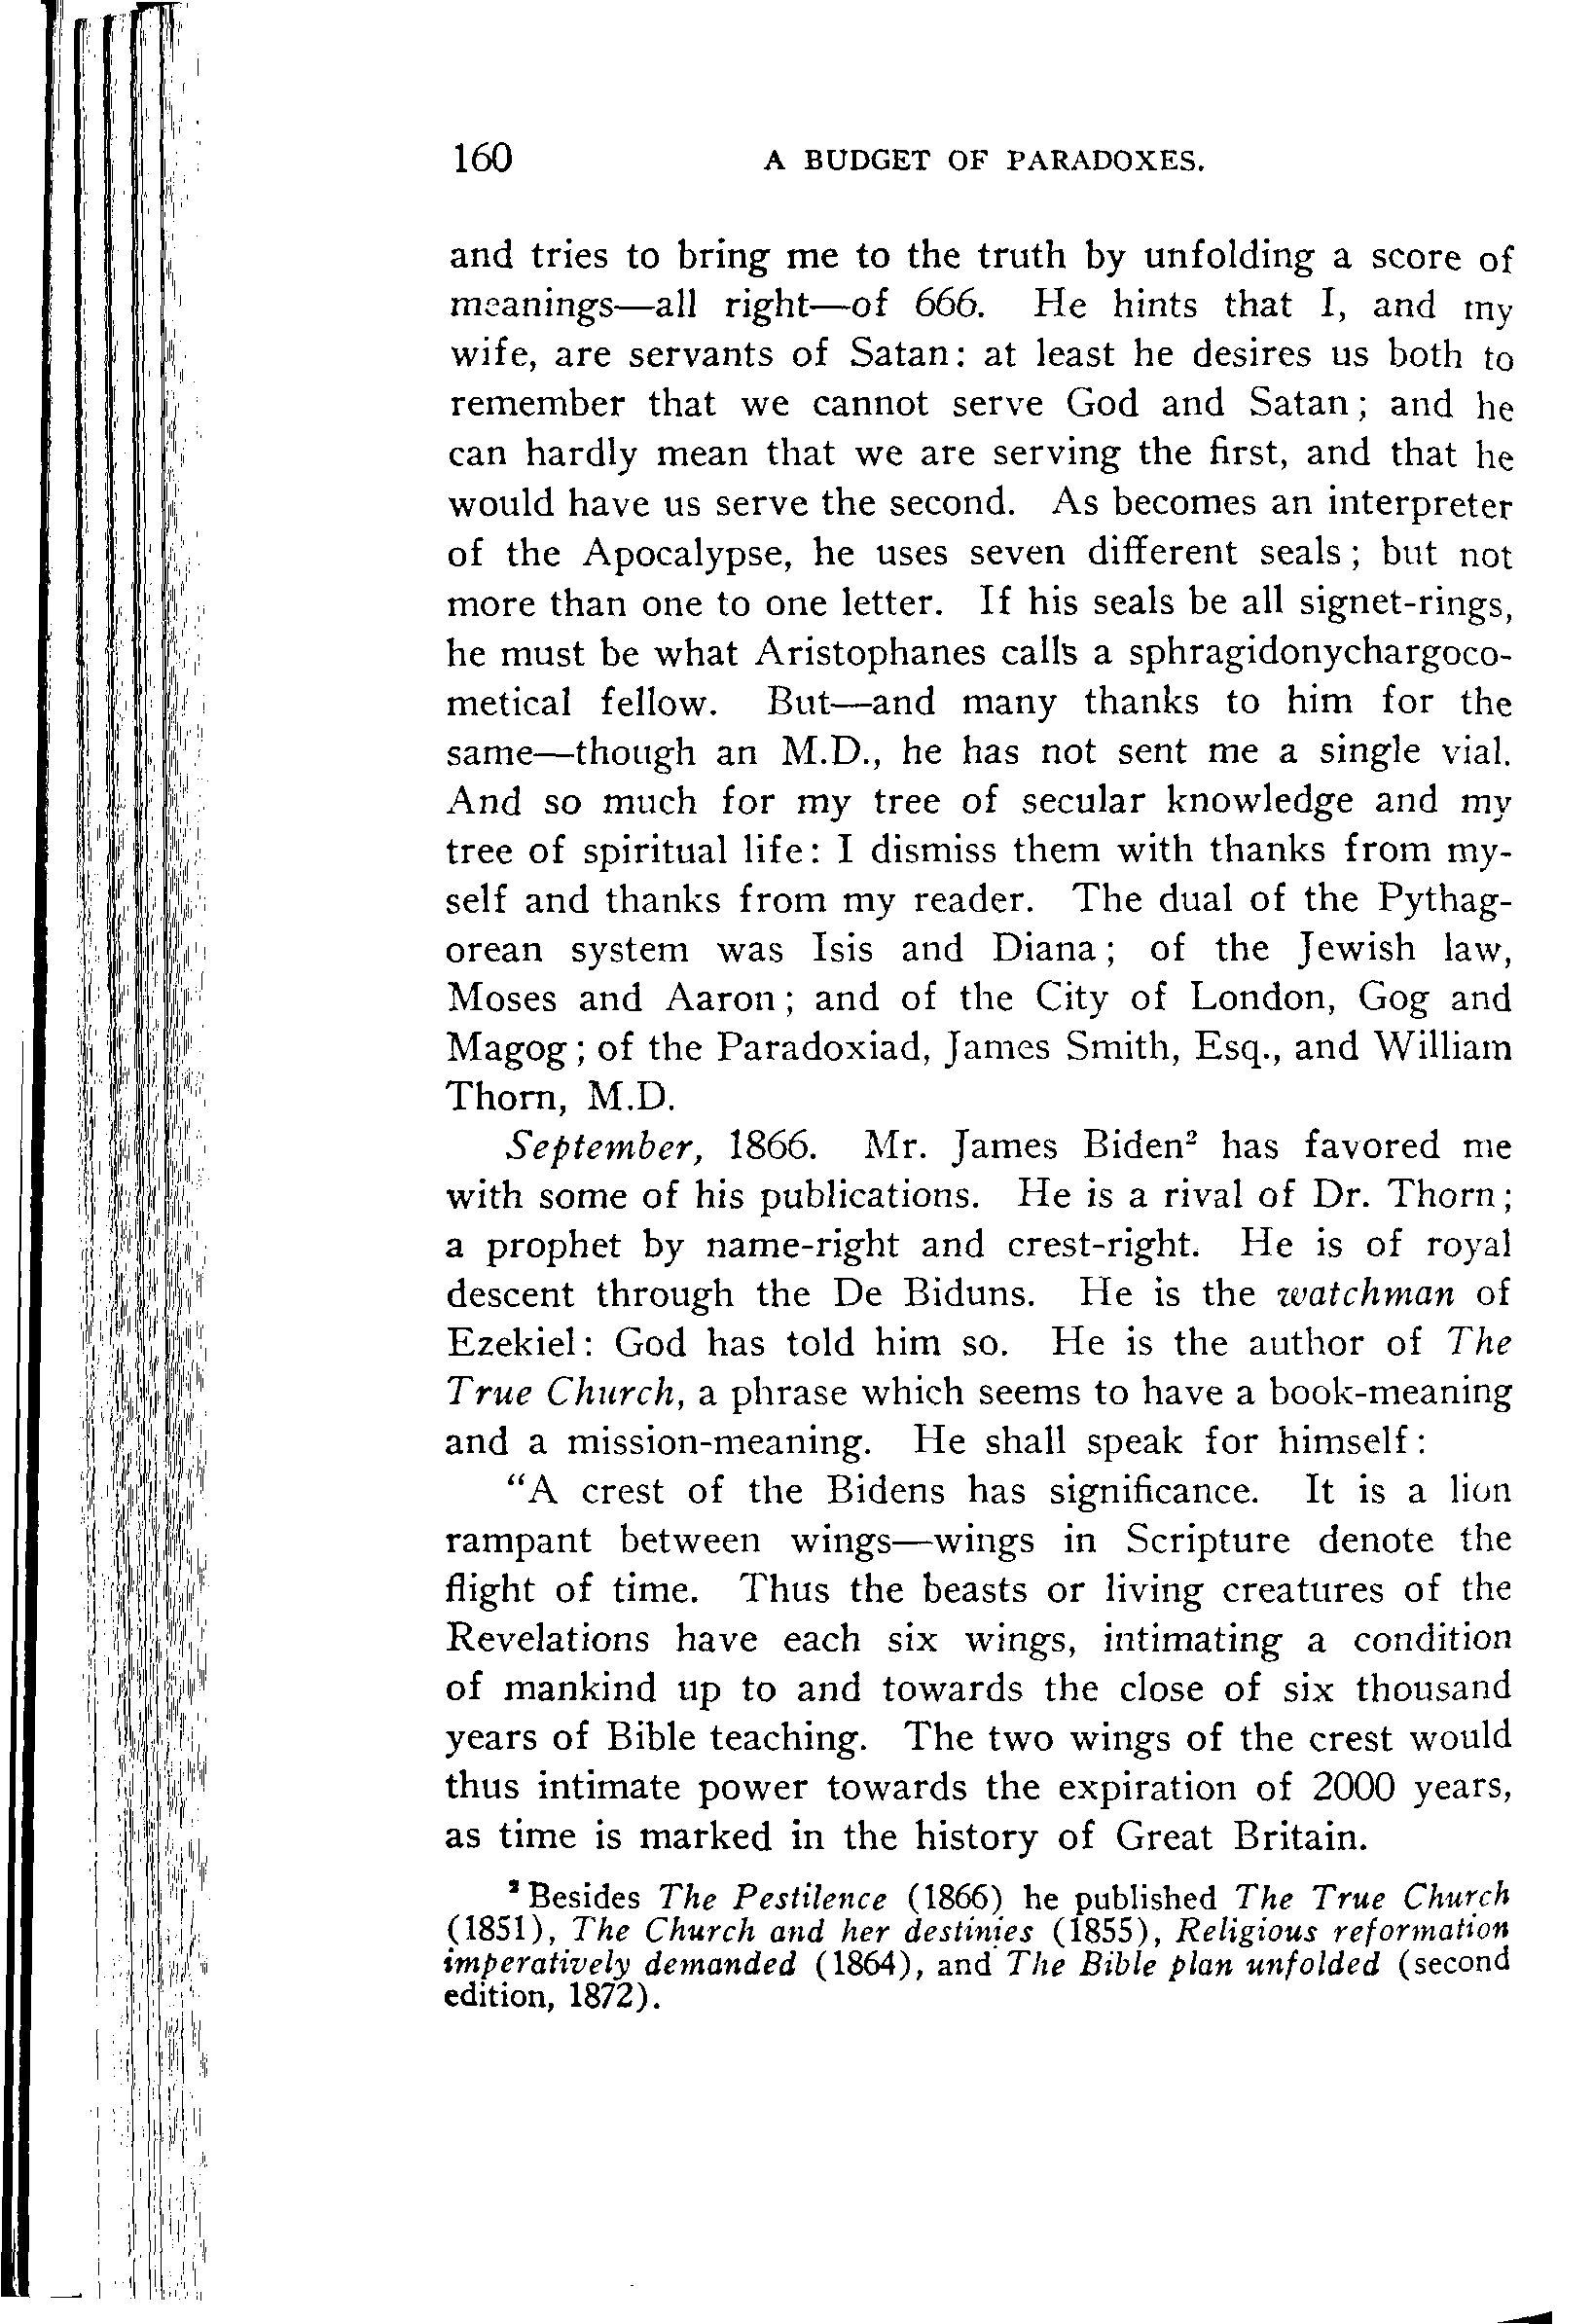 160 A BUDGET OF PARADOXES.
and tries to bring me to the truth by unfolding a score of
meanings—all right—of 666. He hints that I, and my
wife, are servants of Satan: at least he desires us both to
remember that we cannot serve God and Satan; and he
can hardly mean that we are serving the first, and that he
would have us serve the second. As becomes an interpreter
of the Apocalypse, he uses seven different seals; but not
more than one to one letter. If his seals be all signet-rings,
he must be what Aristophanes calls a sphragidonychargoco-
metical fellow. But—and many thanks to him for the
same—though an M.D., he has not sent me a single vial.
And so much for my tree of secular knowledge and my
tree of spiritual life: I dismiss them with thanks from my-
self and thanks from my reader. The dual of the Pythag-
orean system was Isis and Diana; of the Jewish law,
Moses and Aaron; and of the City of London, Gog and
Magog; of the Paradoxiad, James Smith, Esq., and William
Thorn, M.D.
September, 1866. Mr. James Biden² has favored me
with some of his publications. He is a rival of Dr. Thorn;
a prophet by name-right and crest-right. He is of royal
descent through the De Biduns. He is the watchman of
Ezekiel: God has told him so. He is the author of The
True Church, a phrase which seems to have a book-meaning
and a mission-meaning. He shall speak for himself:
“A crest of the Bidens has significance. It is a lion
rampant between wings—wings in Scripture denote the
flight of time. Thus the beasts or living creatures of the
Revelations have each six wings, intimating a condition
of mankind up to and towards the close of six thousand
years of Bible teaching. The two wings of the crest would
thus intimate power towards the expiration of 2000 years,
as time is marked in the history of Great Britain.
² Besides The Pestilence (1866) he published The True Church
(1851), The Church and her destinies (1855), Religious reformation
imperatively demanded (1864), and The Bible plan unfolded (second
edition, 1872).